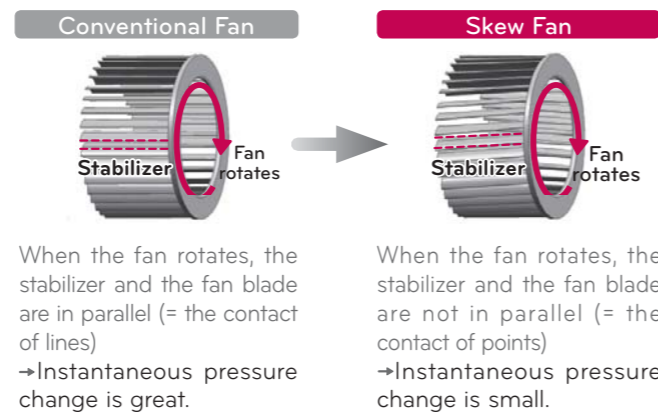 Conventional Fan
Stabilizer
Fan
rotates
When the fan rotates, the
stabilizer and the fan blade
are in parallel (= the contact
of lines)
→Instantaneous pressure
change is great.
Skew Fan
Stabilizer
Fan
rotates
When the fan rotates, the
stabilizer and the fan blade
are not in parallel (= the
contact of points)
→Instantaneous pressure
change is small.